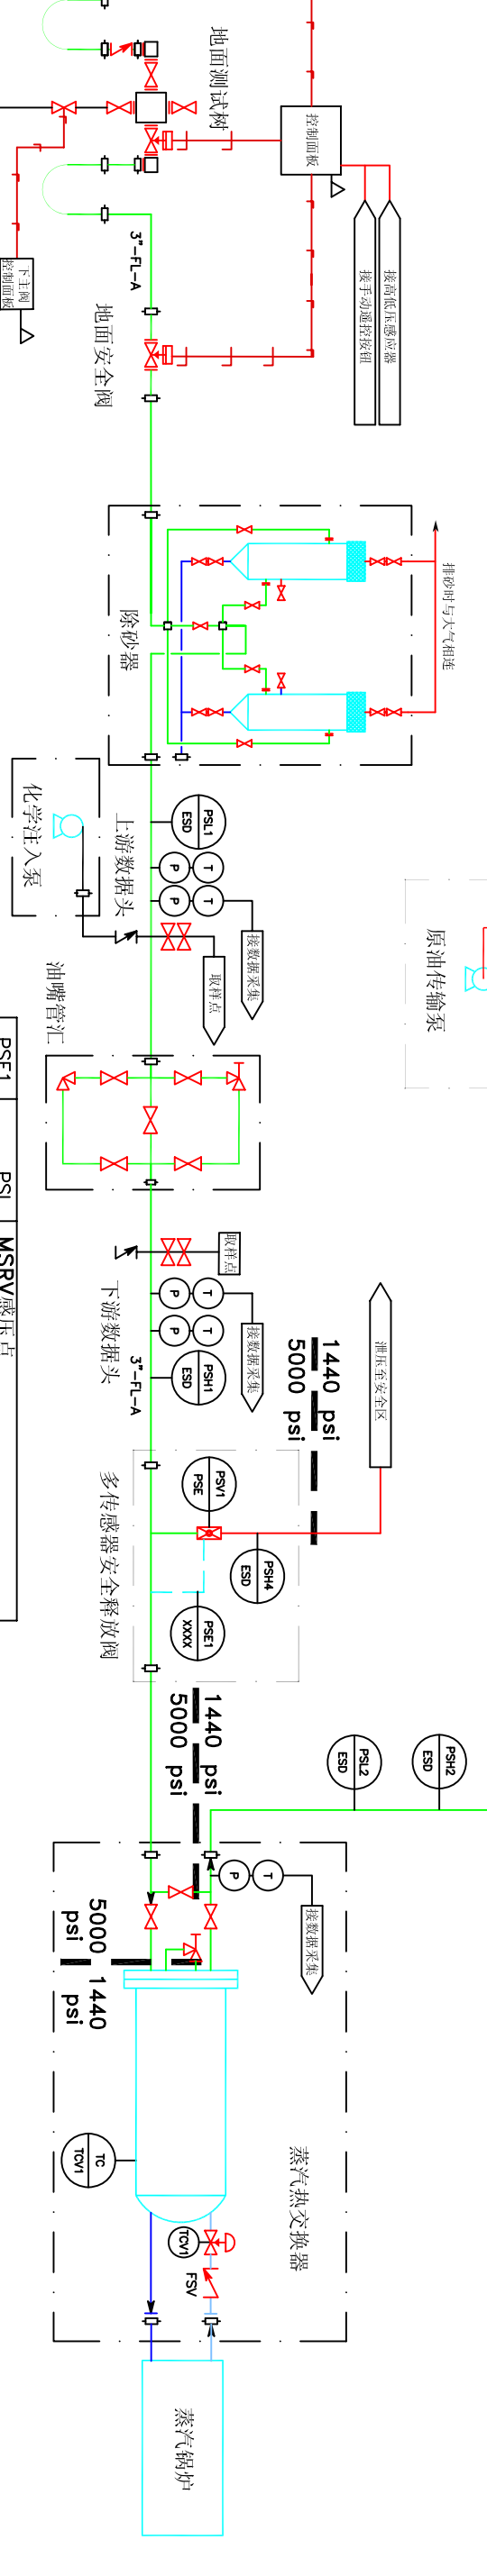 地面测试树
控制面板
接高低压感应器
接手动遥控按钮
3"-FL-A
下主阀
控制面板
地面安全阀
排砂时与大气相连
除砂器
化学注入泵
上游数据头
PSL1
ESD
T
P
T
P
接数据采集
取样点
原油传输泵
油嘴管汇
PSE1
PSL
MSRV感压点
取样点
下游数据头
T
P
T
P
接数据采集
PSH1
ESD
3"-FL-A
1440 psi
5000 psi
泄压至安全区
多传感器安全释放阀
PSV1
PSE
PSH4
ESD
PSE1
XXXX
1440 psi
5000 psi
PSL2
ESD
PSH2
ESD
T
P
接数据采集
5000 psi
1440 psi
TC
TCV1
蒸汽热交换器
TCV1
FSV
蒸汽锅炉